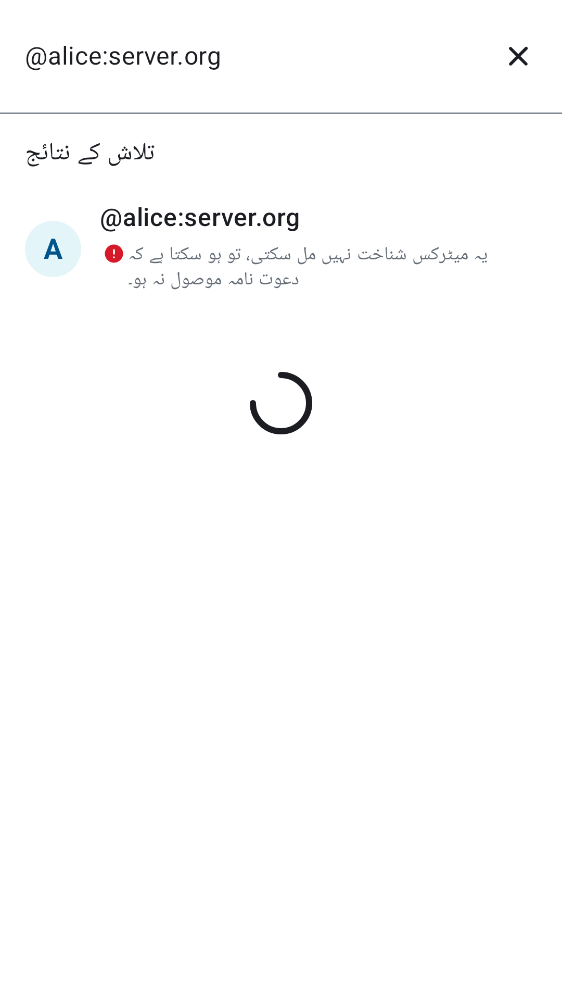 @alice:server.org
تلاش کے نتائج
A
@alice:server.org
یہ میٹرکس شناخت نہیں مل سکتی، تو ہو سکتا ہے کہ
دعوت نامہ موصول نہ ہو۔